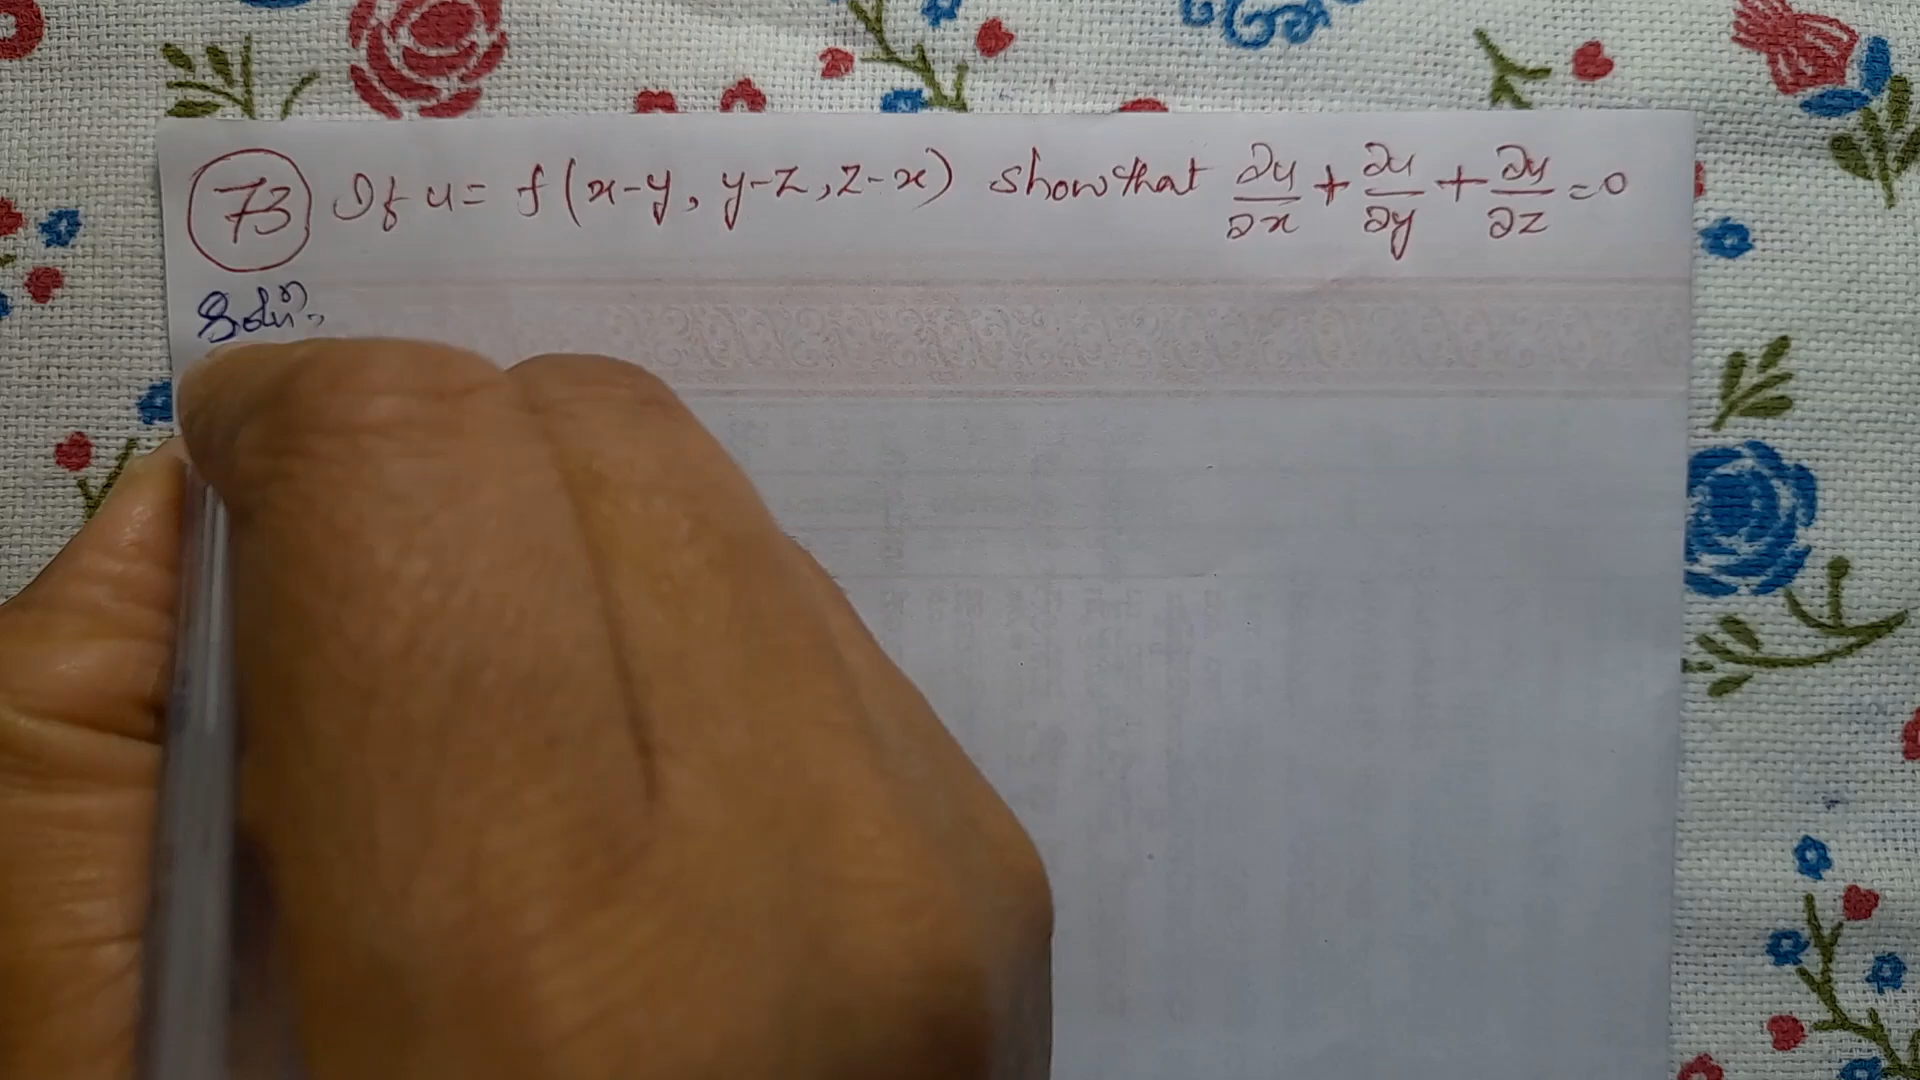 73 If u = f(x-y, y-z, z-x) show that ∂u/∂x + ∂u/∂y + ∂u/∂z = 0
Soln: